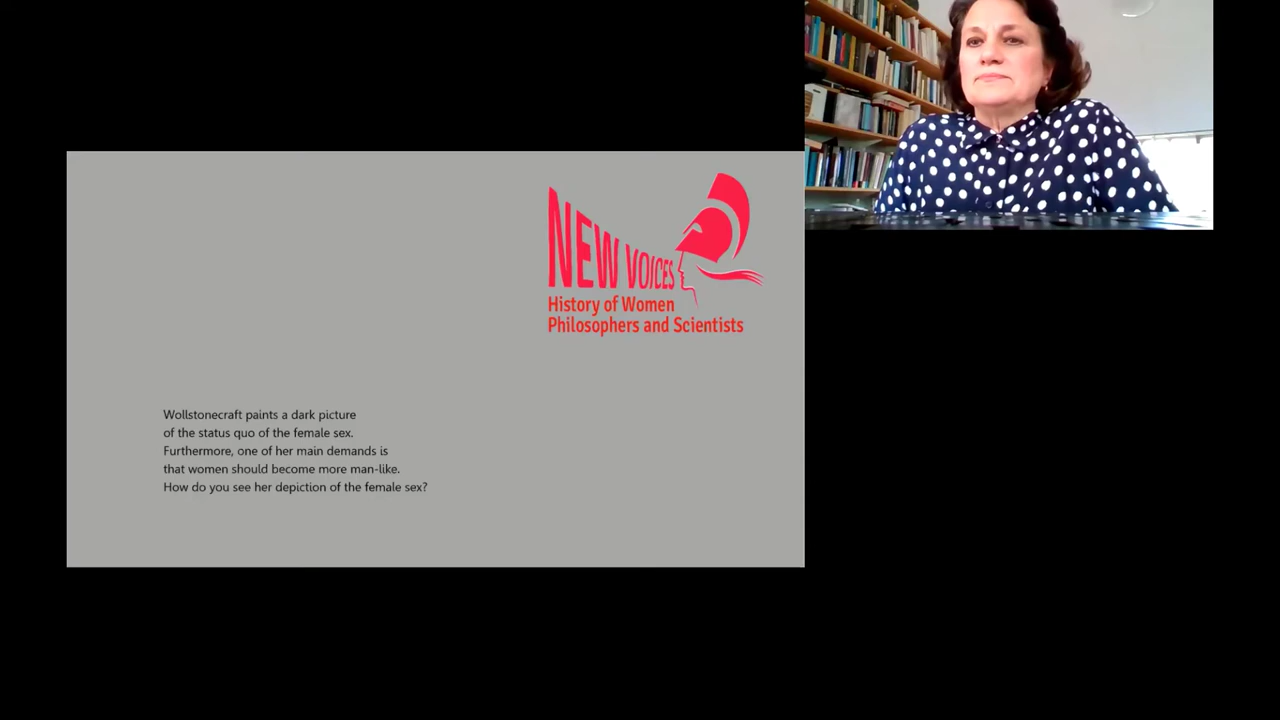 NEW VOICES
History of Women
Philosophers and Scientists
Wollstonecraft paints a dark picture
of the status quo of the female sex.
Furthermore, one of her main demands is
that women should become more man-like.
How do you see her depiction of the female sex?